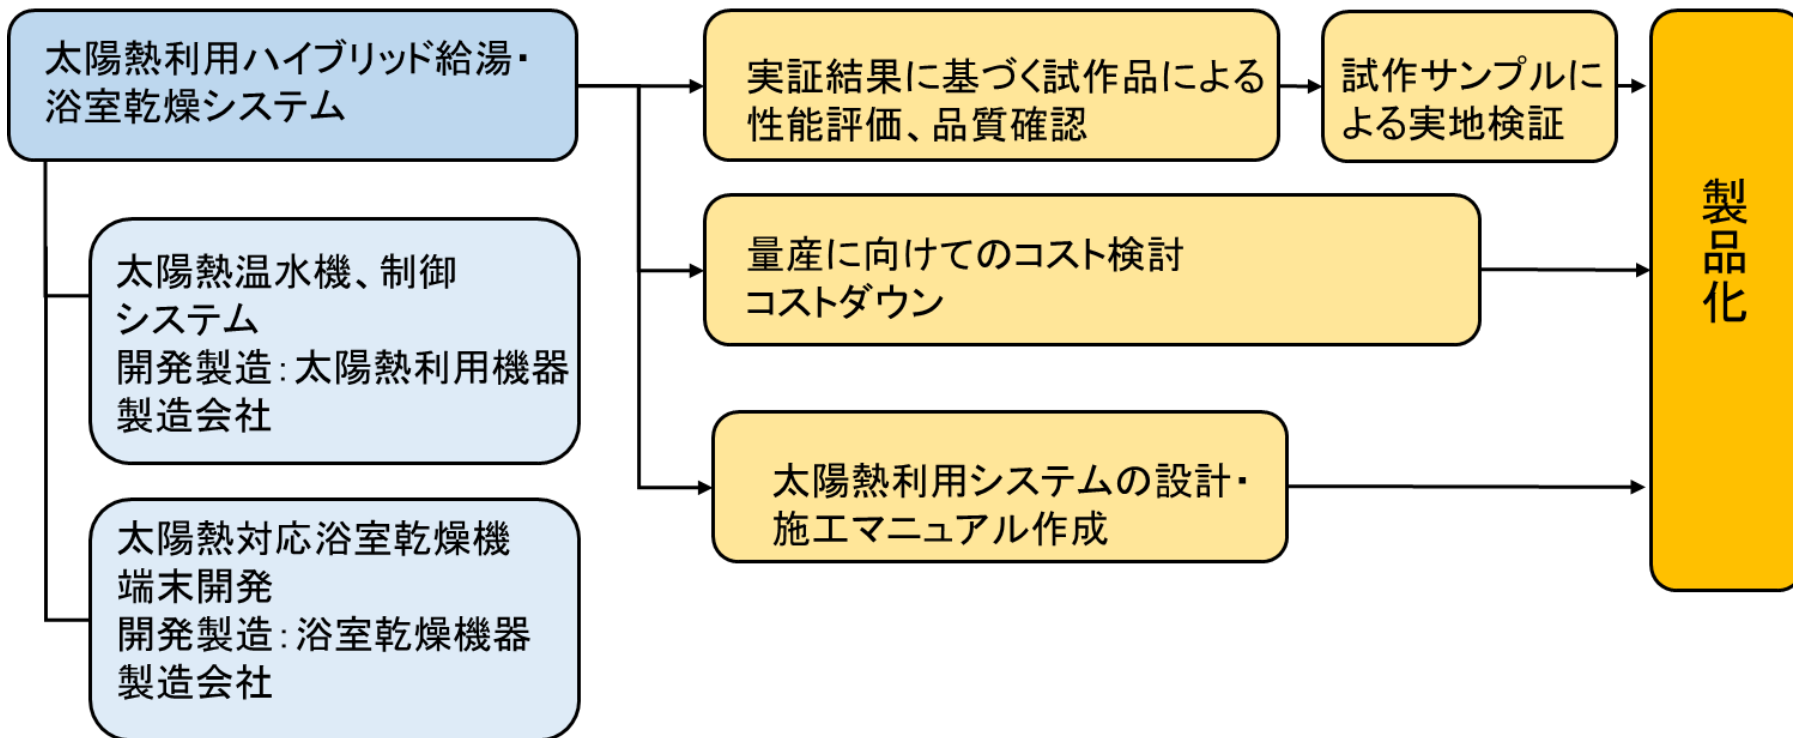 太陽熱利用ハイブリッド給湯・
浴室乾燥システム
太陽熱温水機、制御
システム
開発製造：太陽熱利用機器
製造会社
太陽熱対応浴室乾燥機
端末開発
開発製造：浴室乾燥機器
製造会社
実証結果に基づく試作品による
性能評価、品質確認
試作サンプルに
よる実地検証
量産に向けてのコスト検討
コストダウン
太陽熱利用システムの設計・
施工マニュアル作成
製品化